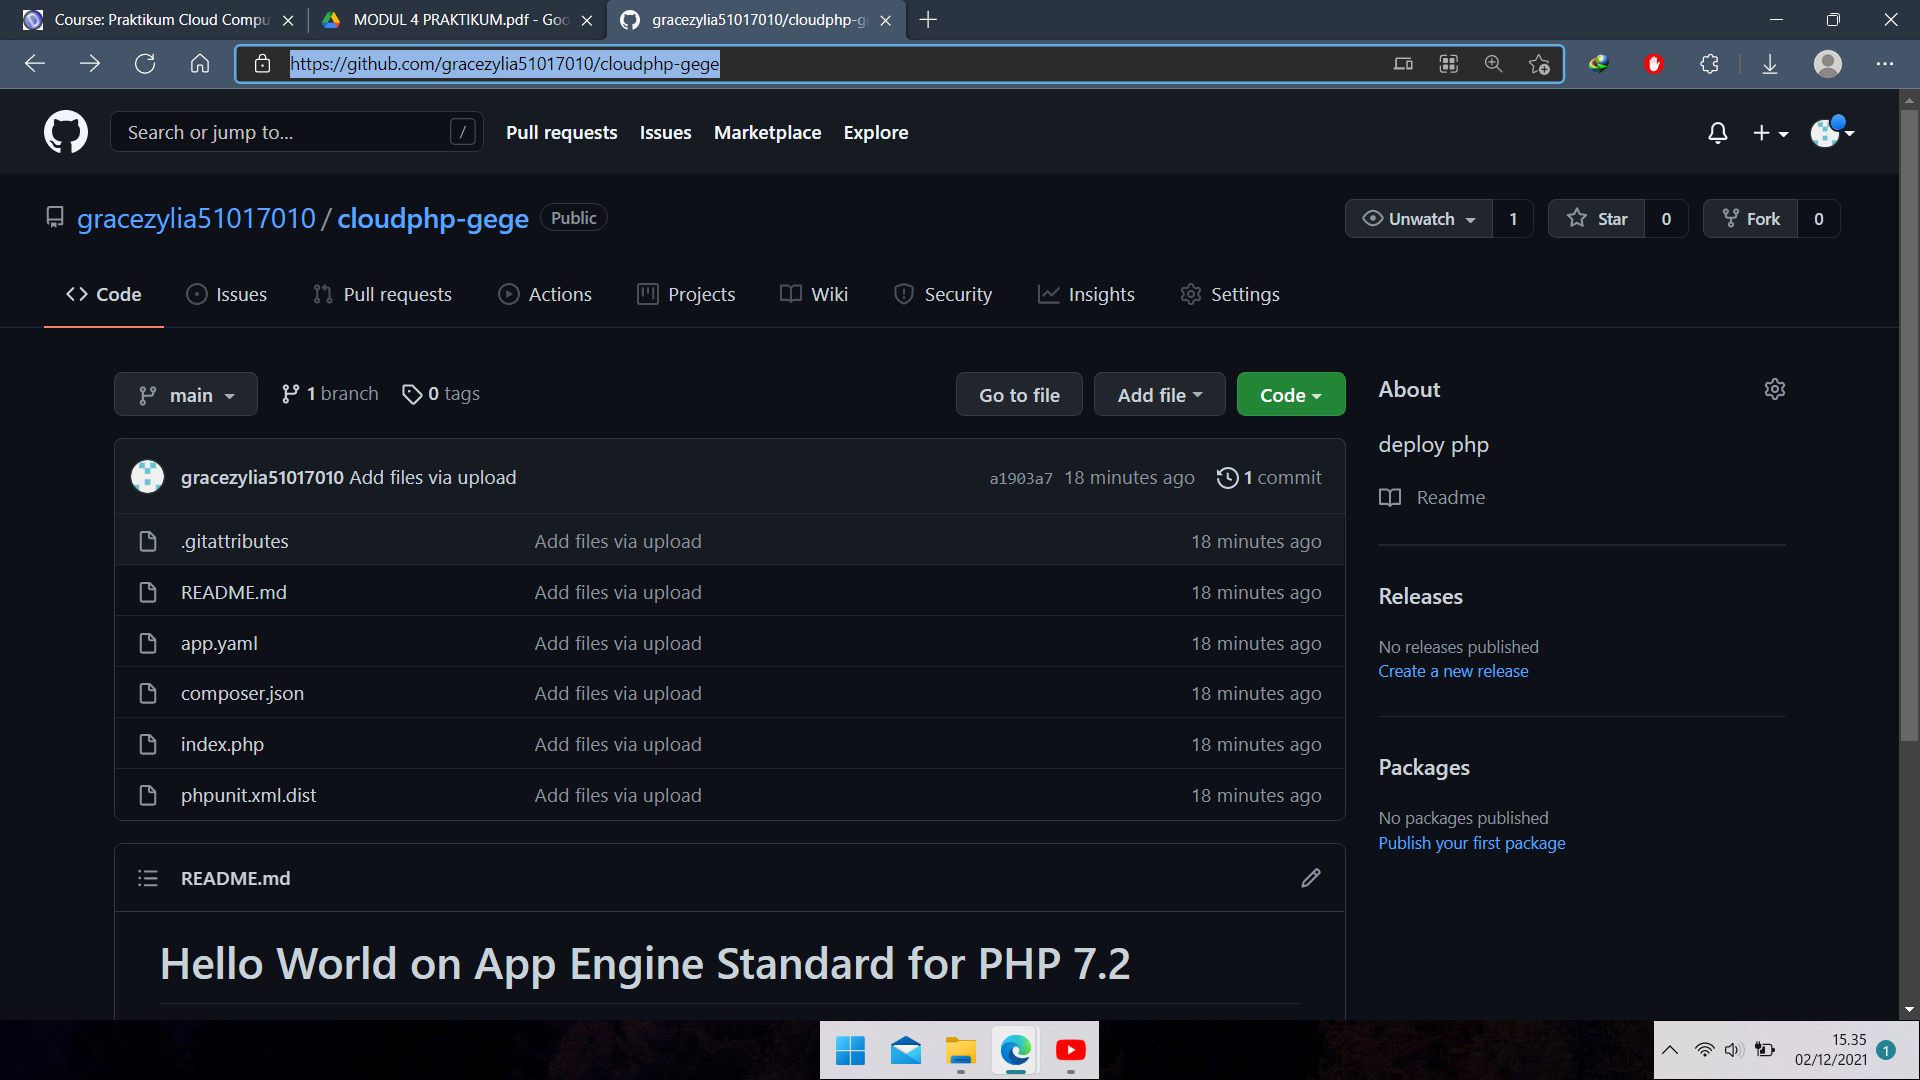 Course: Praktikum Cloud Compu
MODUL 4 PRAKTIKUM.pdf - Goo
gracezylia51017010/cloudphp-g
https://github.com/gracezylia51017010/cloudphp-gege
Search or jump to...
/
Pull requests
Issues
Marketplace
Explore
gracezylia51017010 / cloudphp-gege
Public
Unwatch
1
Star
0
Fork
0
Code
Issues
Pull requests
Actions
Projects
Wiki
Security
Insights
Settings
main
1 branch
0 tags
Go to file
Add file
Code
gracezylia51017010 Add files via upload
a1903a7 18 minutes ago
1 commit
.gitattributes Add files via upload 18 minutes ago
README.md Add files via upload 18 minutes ago
app.yaml Add files via upload 18 minutes ago
composer.json Add files via upload 18 minutes ago
index.php Add files via upload 18 minutes ago
phpunit.xml.dist Add files via upload 18 minutes ago
README.md
Hello World on App Engine Standard for PHP 7.2
About
deploy php
Readme
Releases
No releases published
Create a new release
Packages
No packages published
Publish your first package
15.35
02/12/2021
1